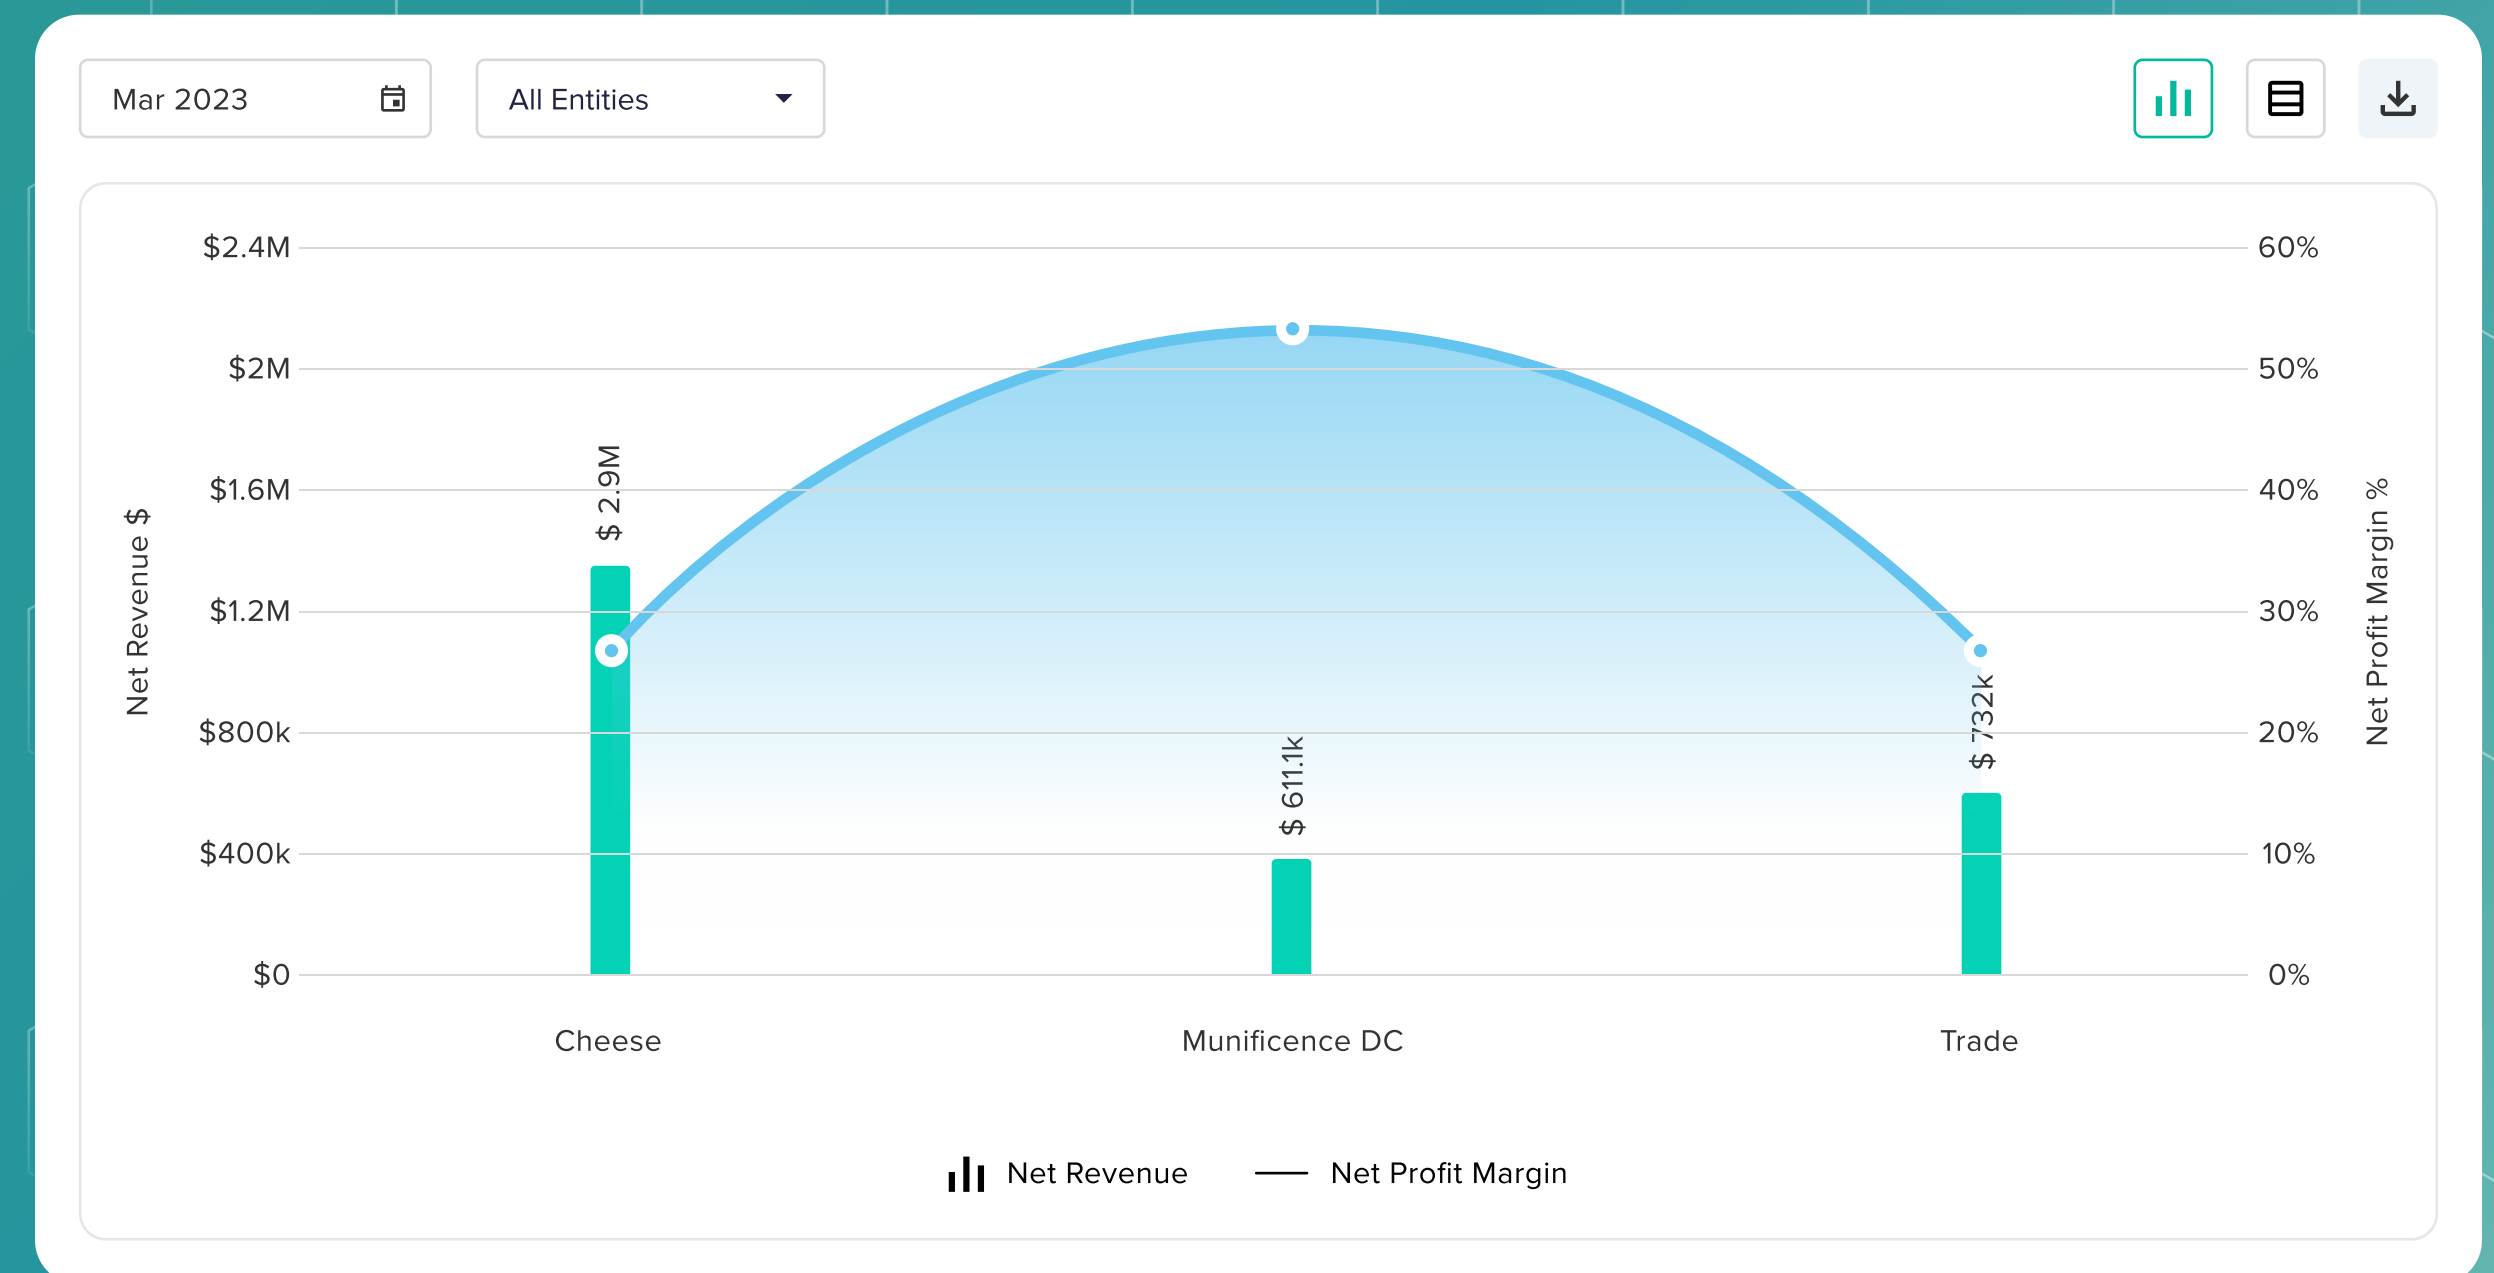 Mar 2023
All Entities
$2.4M
$2M
$1.6M
$1.2M
$800k
$400k
$0
Net Revenue $
$ 2.9M
$ 611.1k
$ 732k
60%
50%
40%
30%
20%
10%
0%
Net Profit Margin %
Cheese
Munificence DC
Trade
Net Revenue
Net Profit Margin